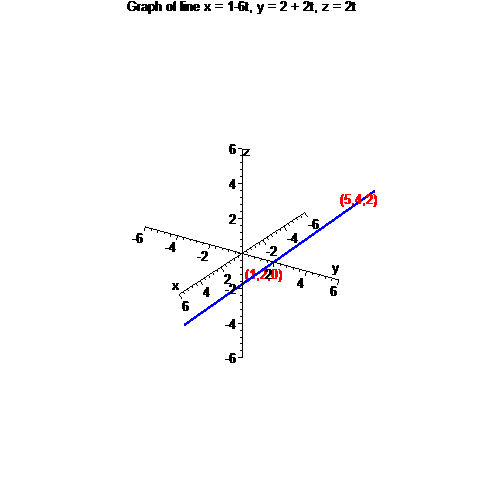 Graph of line x = 1-6t, y = 2 + 2t, z = 2t
6 z
4
2
-6 -4 -2
-6 -4 -2
(5,4,2)
x
6 4 2
(1,2,0)
2 4 6
y
-2
-4
-6